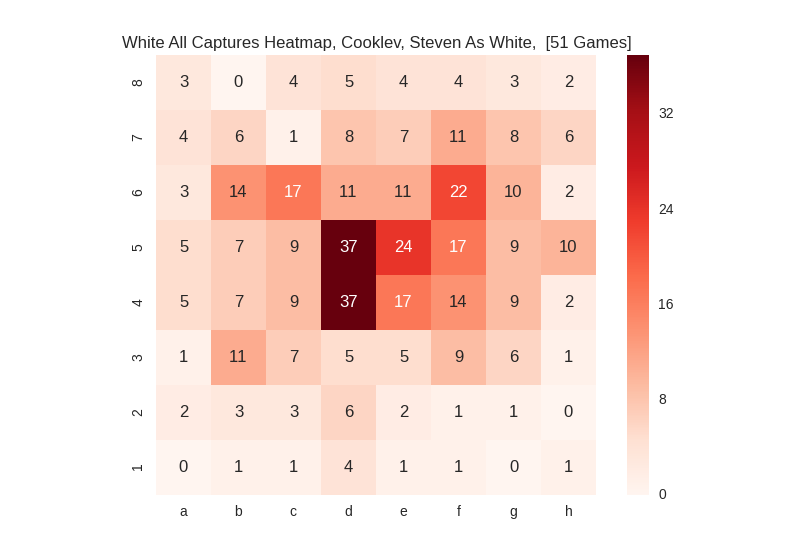 White All Captures Heatmap, Cooklev, Steven As White,  [51 Games]
8 3 0 4 5 4 4 3 2
7 4 6 1 8 7 11 8 6
32
6 3 14 17 11 11 22 10 2
24
5 5 7 9 37 24 17 9 10
4 5 7 9 37 17 14 9 2
16
3 1 11 7 5 5 9 6 1
8
2 2 3 3 6 2 1 1 0
1 0 1 1 4 1 1 0 1
0
a b c d e f g h